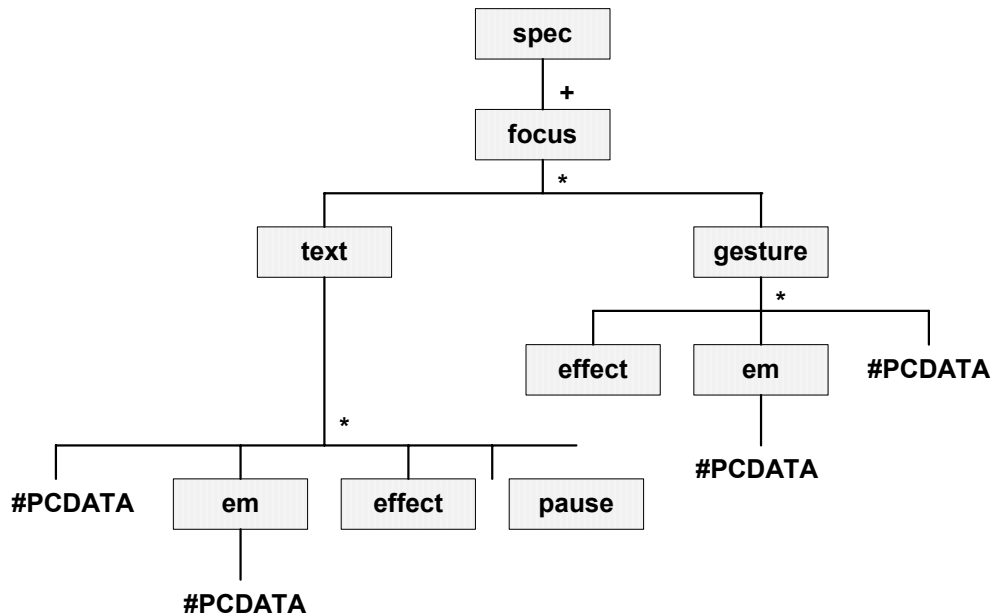 spec
+
focus
*
text
gesture
*
effect
em
#PCDATA
*
#PCDATA
#PCDATA
em
effect
pause
#PCDATA